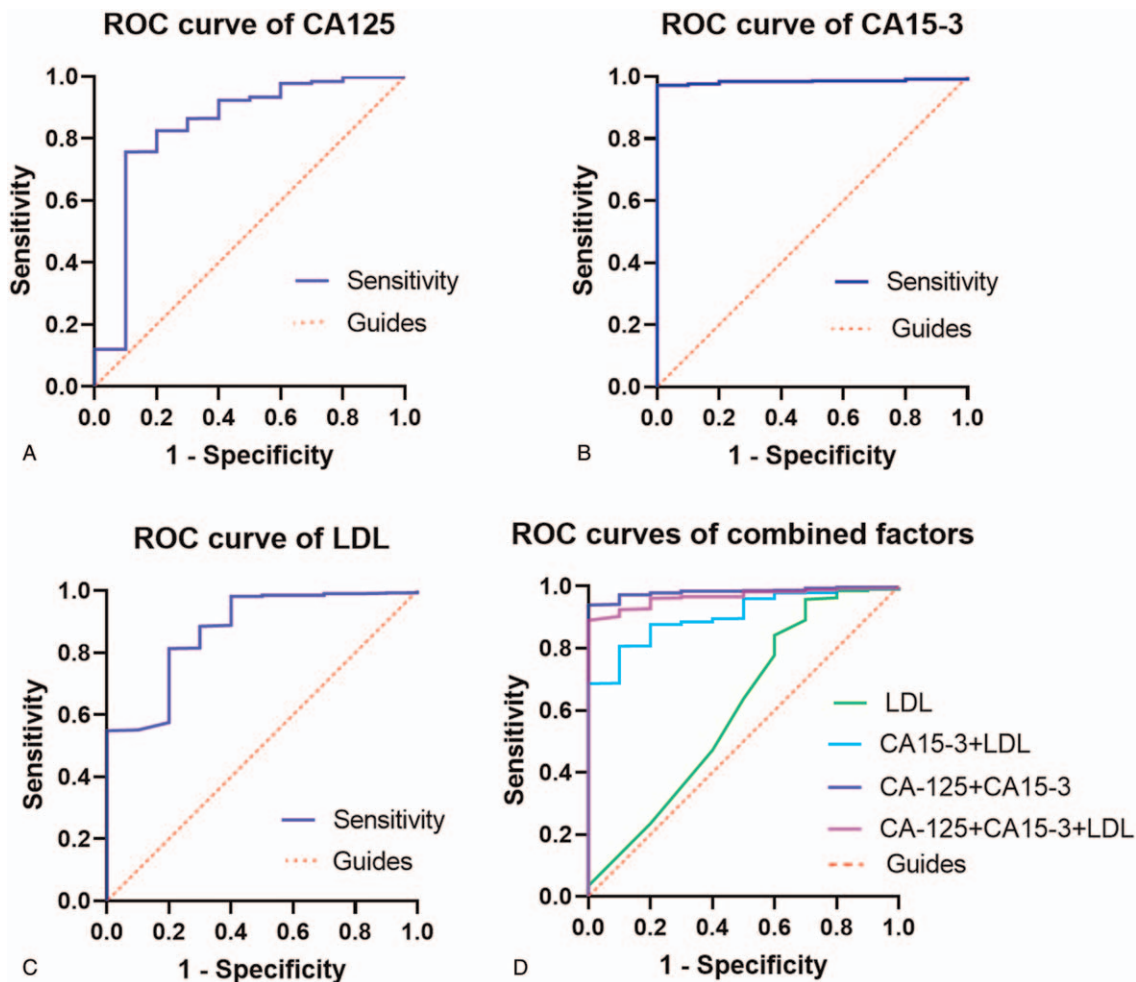 ROC curve of CA125
1.0
0.8
0.6
0.4
0.2
0.0
Sensitivity
Sensitivity
Guides
0.0 0.2 0.4 0.6 0.8 1.0
1 - Specificity
A
ROC curve of CA15-3
1.0
0.8
0.6
0.4
0.2
0.0
Sensitivity
Sensitivity
Guides
0.0 0.2 0.4 0.6 0.8 1.0
1 - Specificity
B
ROC curve of LDL
1.0
0.8
0.6
0.4
0.2
0.0
Sensitivity
Sensitivity
Guides
0.0 0.2 0.4 0.6 0.8 1.0
1 - Specificity
C
ROC curves of combined factors
1.0
0.8
0.6
0.4
0.2
0.0
Sensitivity
LDL
CA15-3+LDL
CA-125+CA15-3
CA-125+CA15-3+LDL
Guides
0.0 0.2 0.4 0.6 0.8 1.0
1 - Specificity
D